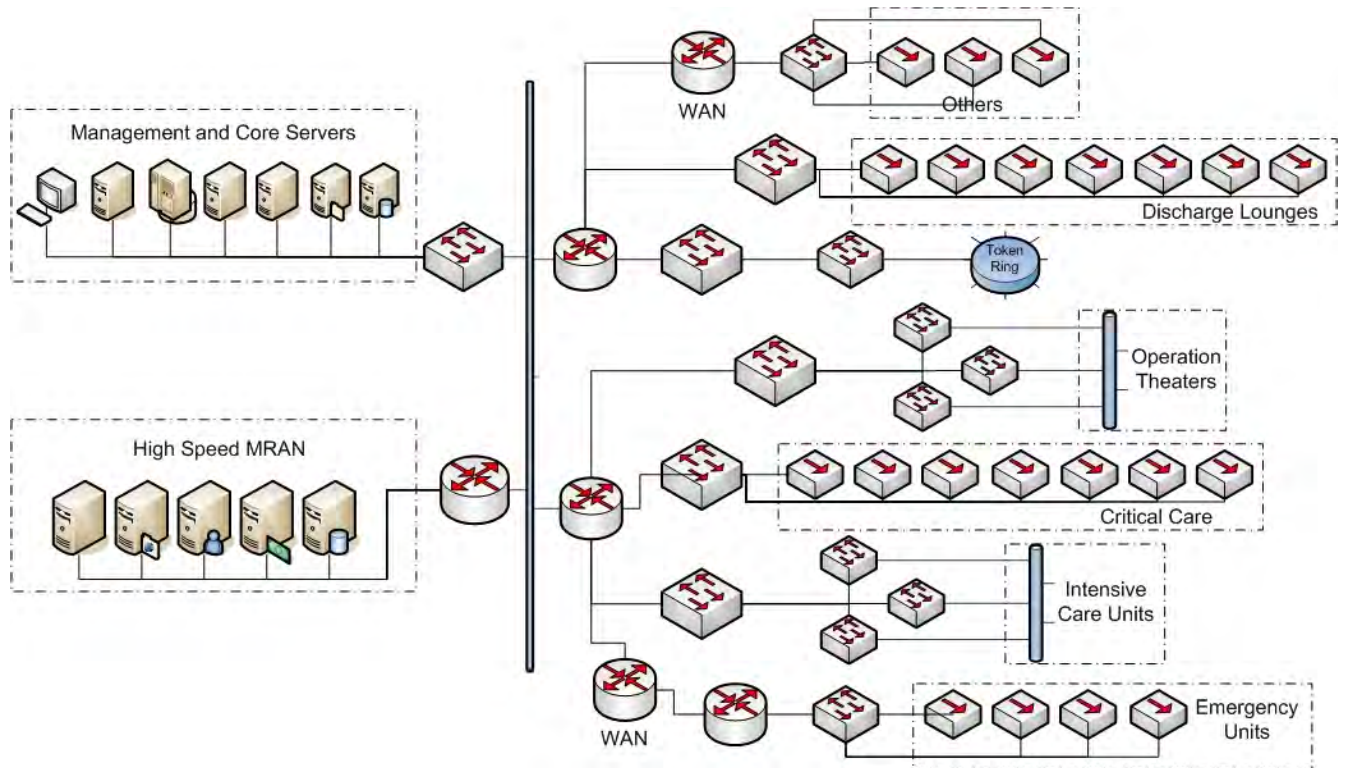 WAN
Others
Management and Core Servers
Discharge Lounges
Token
Ring
Operation
Theaters
High Speed MRAN
Critical Care
Intensive
Care Units
WAN
Emergency
Units